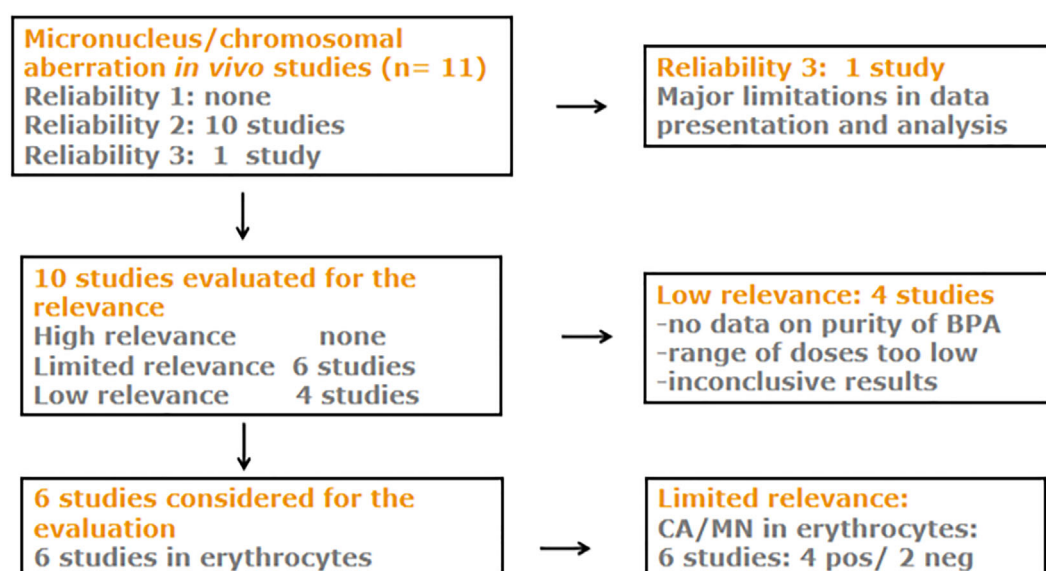 Micronucleus/chromosomal
aberration in vivo studies (n= 11)
Reliability 1: none
Reliability 2: 10 studies
Reliability 3: 1 study
Reliability 3: 1 study
Major limitations in data
presentation and analysis
10 studies evaluated for the
relevance
High relevance none
Limited relevance 6 studies
Low relevance 4 studies
Low relevance: 4 studies
-no data on purity of BPA
-range of doses too low
-inconclusive results
6 studies considered for the
evaluation
6 studies in erythrocytes
Limited relevance:
CA/MN in erythrocytes:
6 studies: 4 pos/ 2 neg